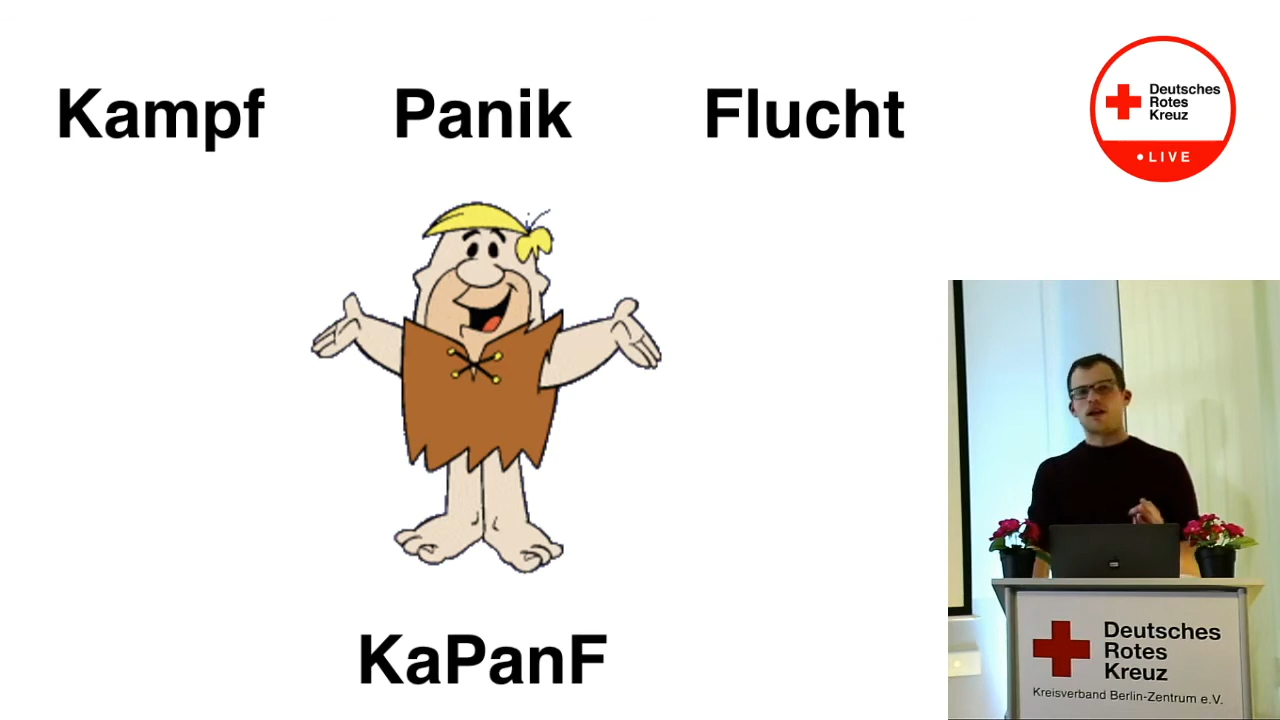 Kampf Panik Flucht
Deutsches
Rotes
Kreuz
LIVE
KaPanF
Deutsches
Rotes
Kreuz
Kreisverband Berlin-Zentrum e.V.